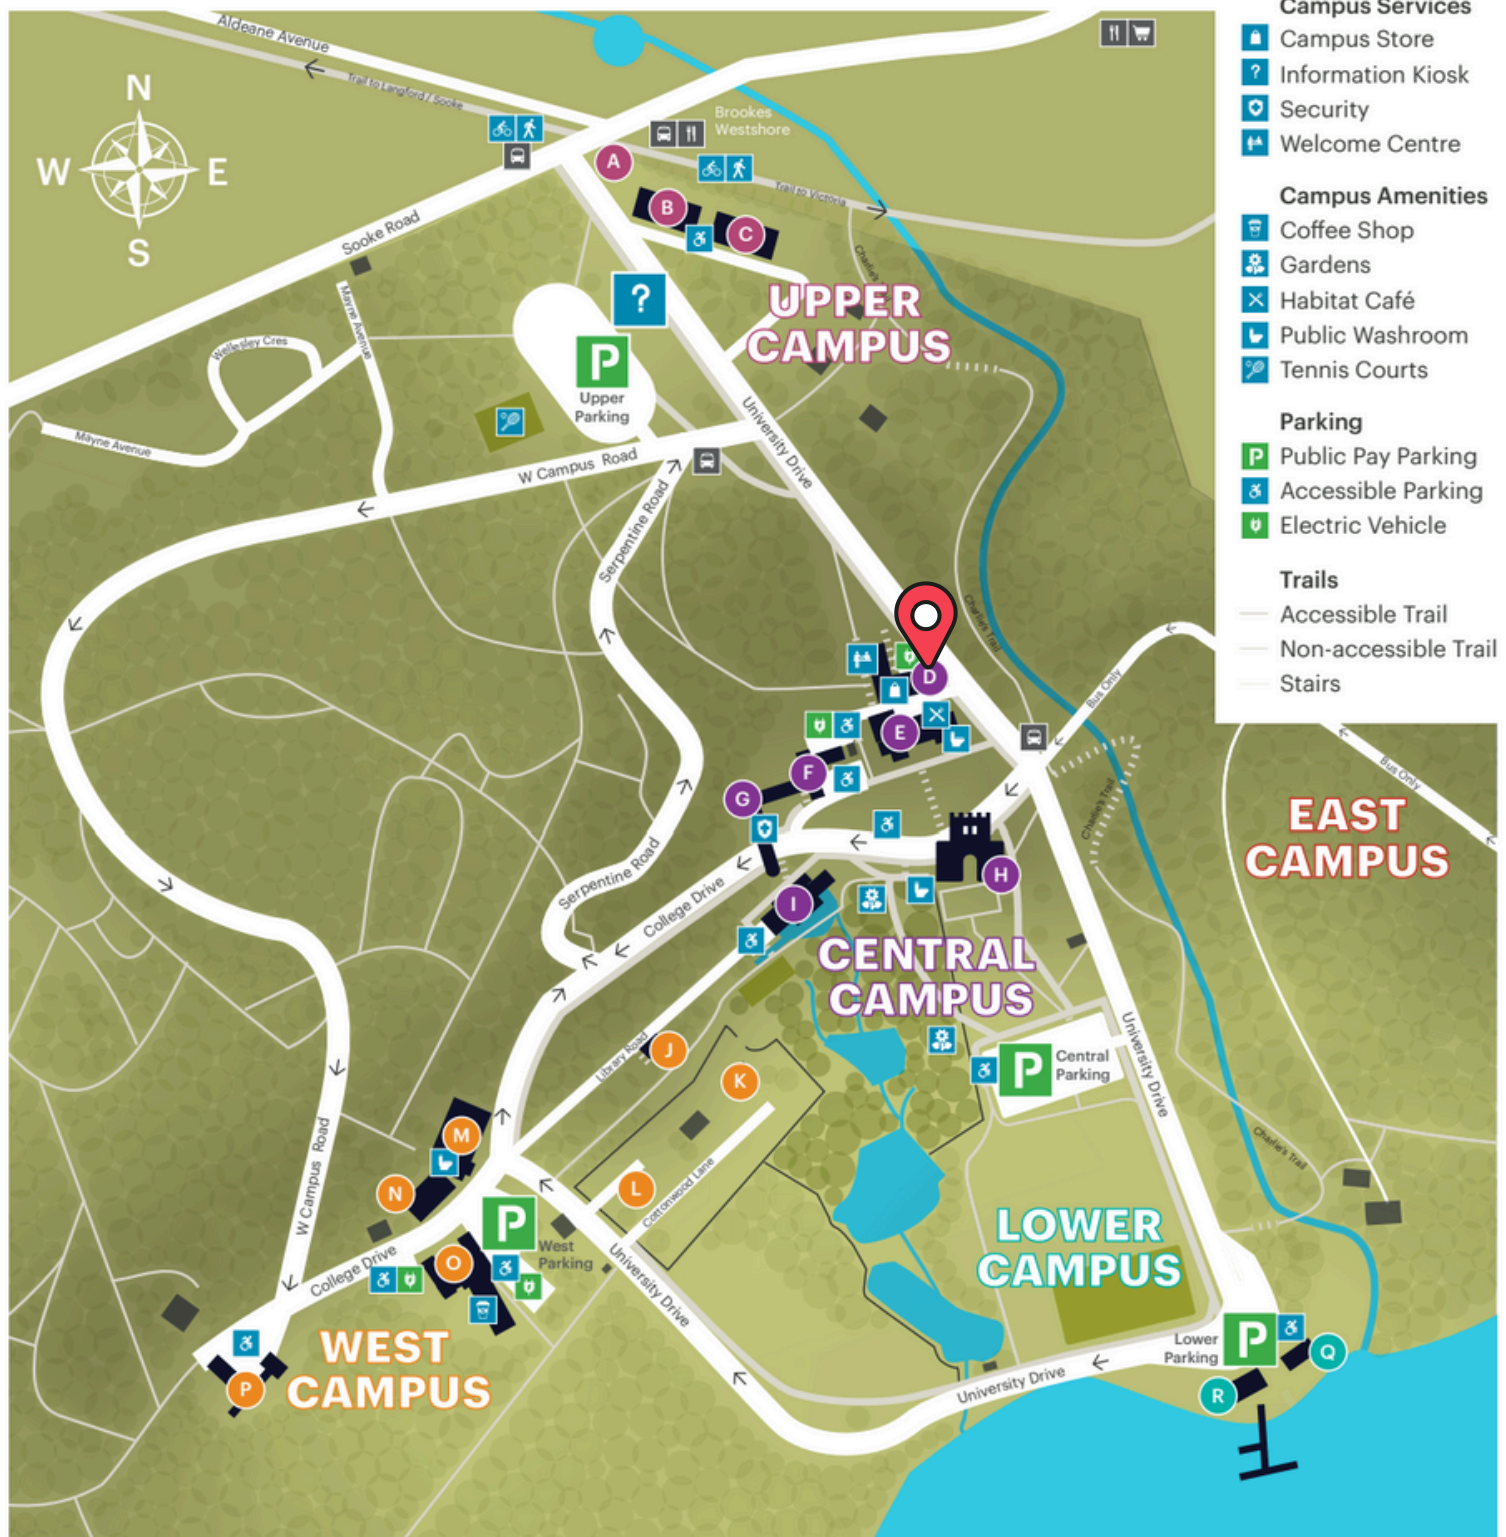 Campus Services
Campus Store
? Information Kiosk
Security
Welcome Centre
Campus Amenities
Coffee Shop
Gardens
Habitat Café
Public Washroom
Tennis Courts
Parking
P Public Pay Parking
Accessible Parking
Electric Vehicle
Trails
Accessible Trail
Non-accessible Trail
Stairs
N
W E
S
Aldeane Avenue
Trail to Langford / Sooke
Brookes
Westshore
A
B
C
Trail to Victoria
Sooke Road
Mayne Avenue
Wellesley Cres
Mayne Avenue
?
P
Upper
Parking
UPPER
CAMPUS
Charlie's
University Drive
W Campus Road
Serpentine Road
Charlie's Trail
D
E
F
G
H
I
Bus Only
Bus Only
Charlie's Trail
EAST
CAMPUS
Serpentine Road
College Drive
CENTRAL
CAMPUS
Library Road
J
K
L
Cottonwood Lane
P
Central
Parking
University Drive
Charlie's Trail
W Campus Road
M
N
O
P
West
Parking
College Drive
University Drive
LOWER
CAMPUS
WEST
CAMPUS
P
University Drive
Lower
Parking
P
Q
R